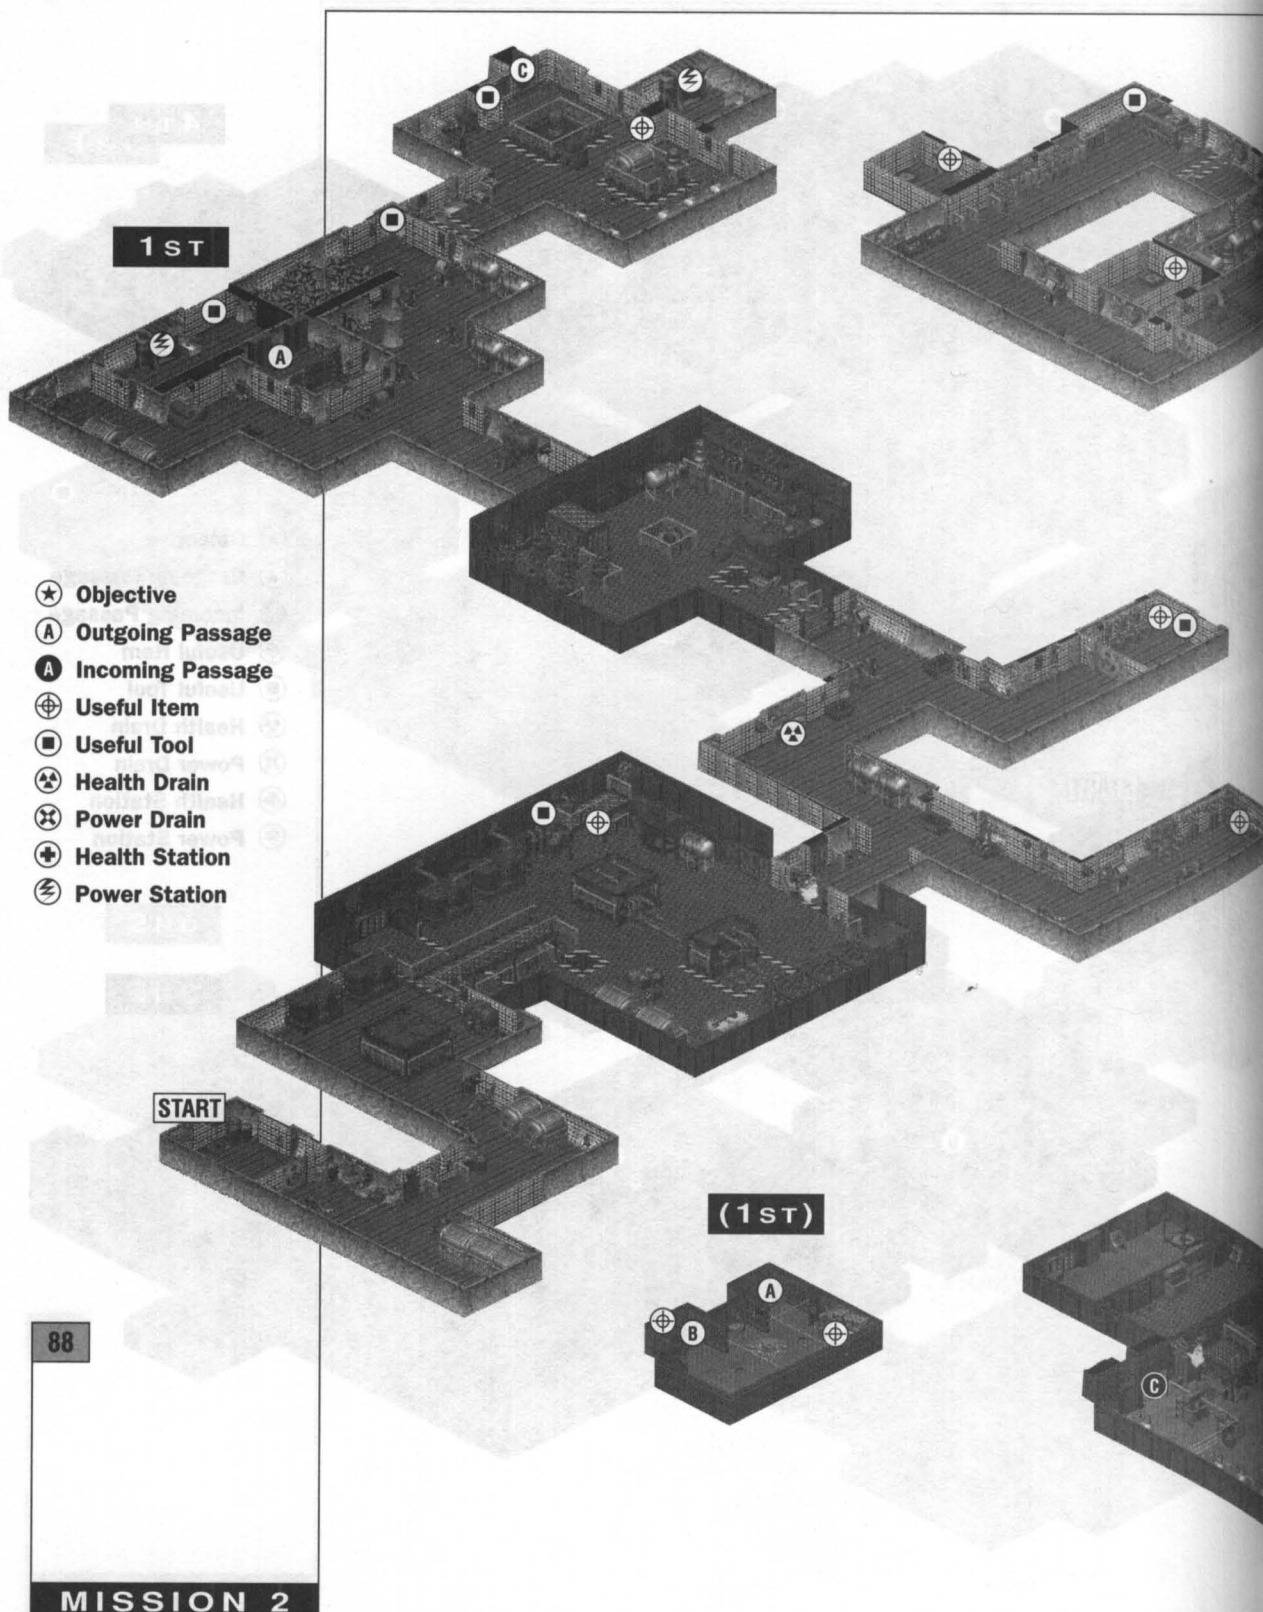 C
1ST
A
Objective
A Outgoing Passage
A Incoming Passage
Useful Item
Useful Tool
Health Drain
Power Drain
Health Station
Power Station
START
(1ST)
A
B
C
88
MISSION 2